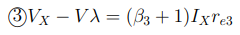 ③V_X − Vλ = (β_3 + 1)I_X r_{e3}